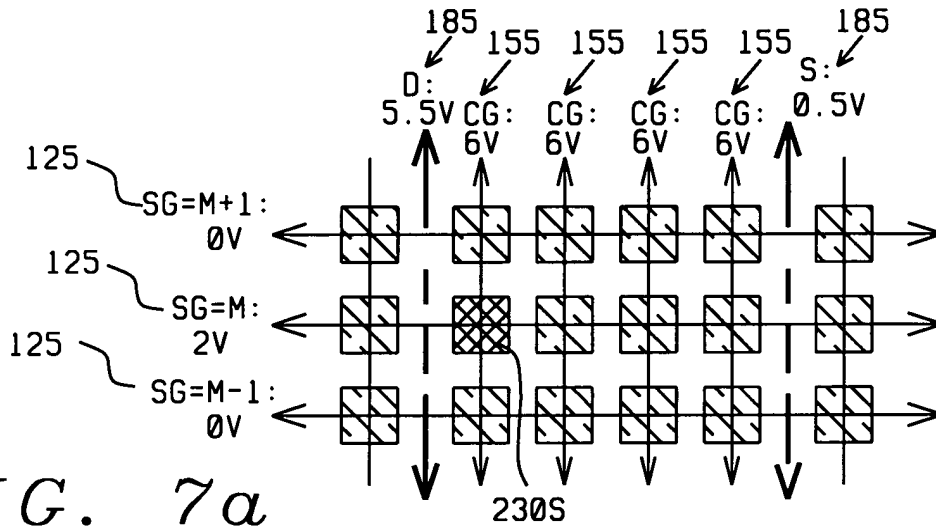 185 155 155 155 155 185
D: 5.5V CG: 6V CG: 6V CG: 6V CG: 6V S: 0.5V
125
SG=M+1:
0V
125
SG=M:
2V
125
SG=M-1:
0V
230S
G. 7a